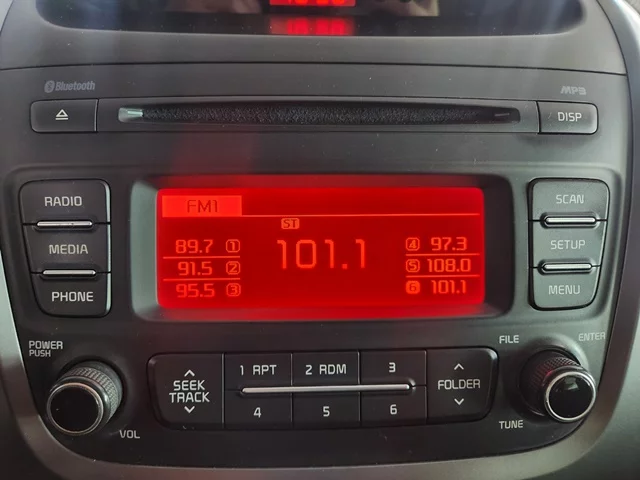 Bluetooth
MP3
DISP
RADIO
MEDIA
PHONE
FM1
ST
89.7 1
91.5 2
95.5 3
101.1
4 97.3
5 108.0
6 101.1
SCAN
SETUP
MENU
POWER
PUSH
VOL
SEEK
TRACK
1 RPT
2 RDM
3
4
5
6
FOLDER
FILE
ENTER
TUNE